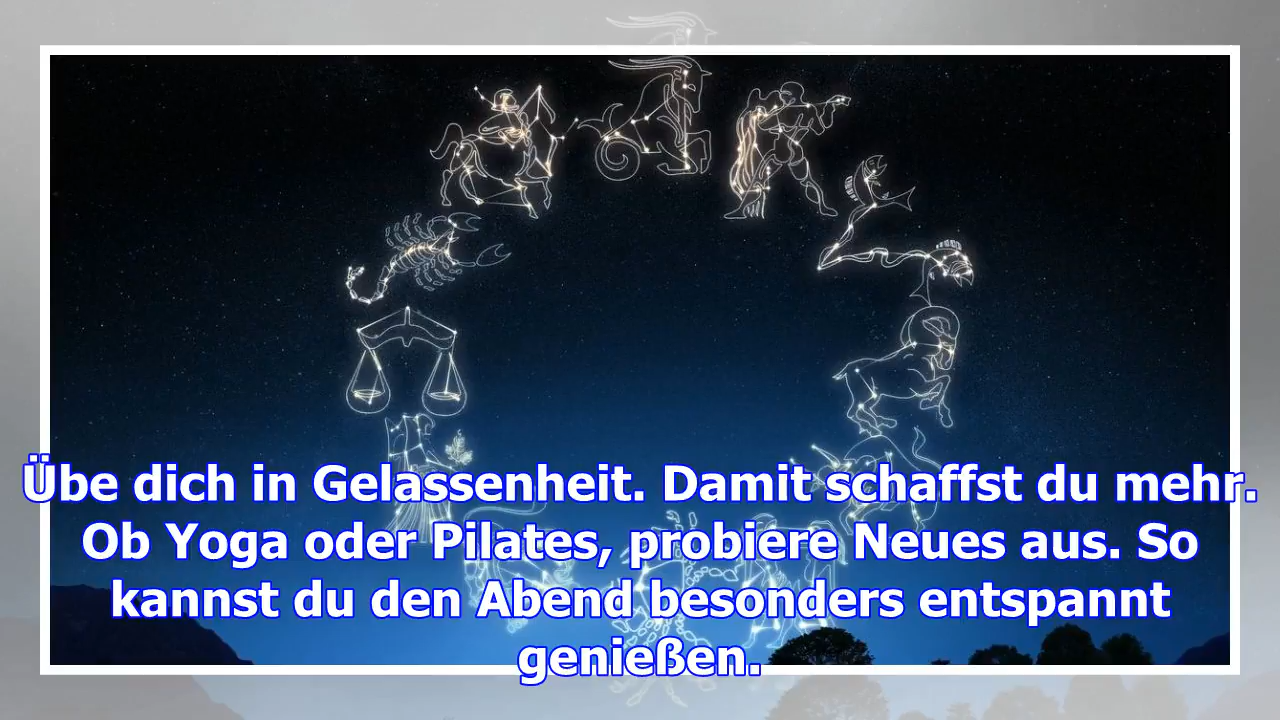 Übe dich in Gelassenheit. Damit schaffst du mehr.
Ob Yoga oder Pilates, probiere Neues aus. So
kannst du den Abend besonders entspannt
genießen.